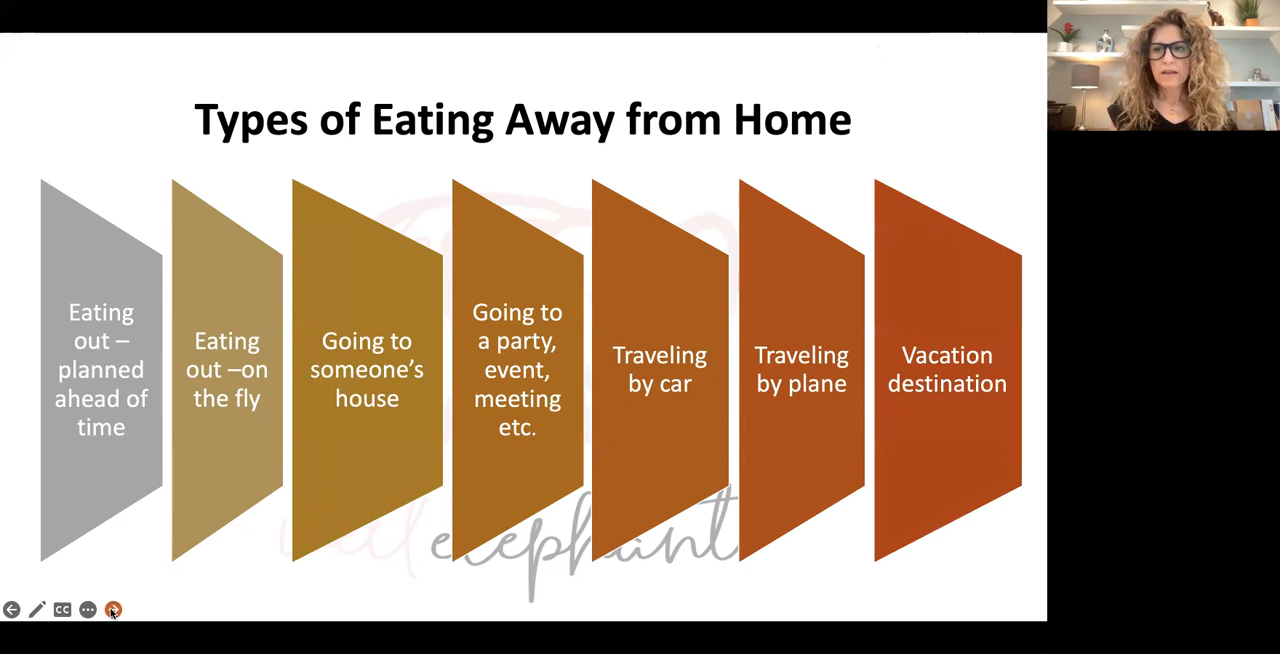 Types of Eating Away from Home
Eating
out –
planned
ahead of
time
Eating
out –on
the fly
Going to
someone’s
house
Going to
a party,
event,
meeting
etc.
Traveling
by car
Traveling
by plane
Vacation
destination
elephant
CC